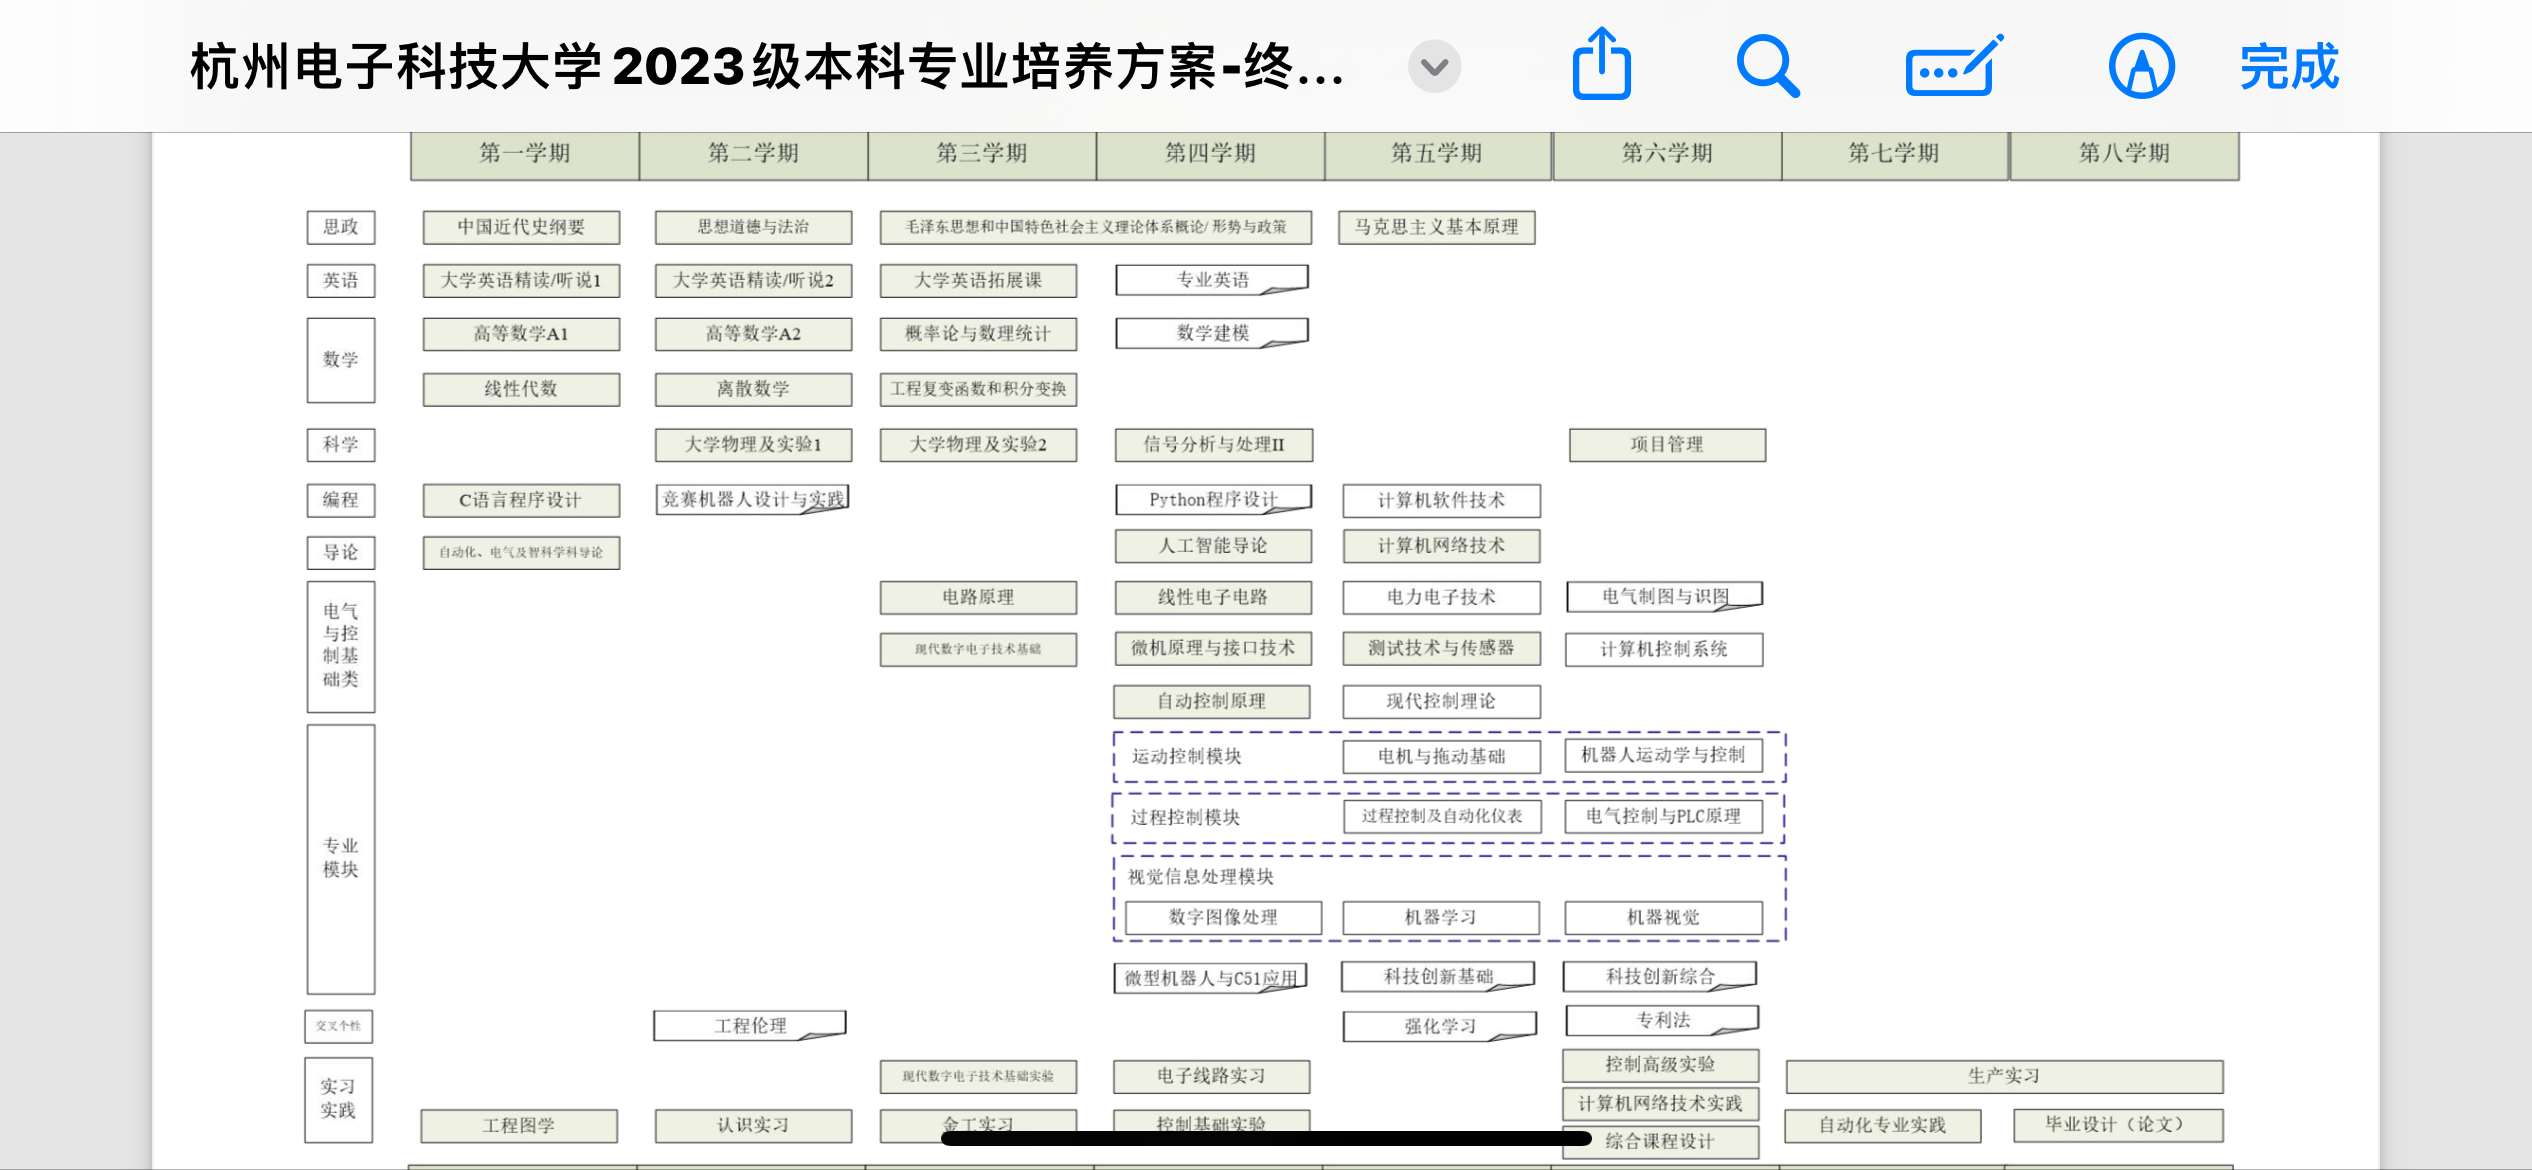 杭州电子科技大学2023级本科专业培养方案-终...
完成
第一学期 第二学期 第三学期 第四学期 第五学期 第六学期 第七学期 第八学期
思政 中国近代史纲要 思想道德与法治 毛泽东思想和中国特色社会主义理论体系概论/形势与政策 马克思主义基本原理
英语 大学英语精读/听说1 大学英语精读/听说2 大学英语拓展课 专业英语
数学
高等数学A1 高等数学A2 概率论与数理统计 数学建模
线性代数 离散数学 工程复变函数和积分变换
科学 大学物理及实验1 大学物理及实验2 信号分析与处理II 项目管理
编程 C语言程序设计 竞赛机器人设计与实践 Python程序设计 计算机软件技术
导论 自动化、电气及智科学科导论 人工智能导论 计算机网络技术
电气
与控
制基
础类
电路原理 线性电子电路 电力电子技术 电气制图与识图
现代数字电子技术基础 微机原理与接口技术 测试技术与传感器 计算机控制系统
自动控制原理 现代控制理论
专业
模块
运动控制模块 电机与拖动基础 机器人运动学与控制
过程控制模块 过程控制及自动化仪表 电气控制与PLC原理
视觉信息处理模块
数字图像处理 机器学习 机器视觉
微型机器人与C51应用 科技创新基础 科技创新综合
交叉个性 工程伦理 强化学习 专利法
实习
实践
现代数字电子技术基础实验 电子线路实习 控制高级实验 生产实习
计算机网络技术实践
工程图学 认识实习 金工实习 控制基础实验 综合课程设计 自动化专业实践 毕业设计（论文）